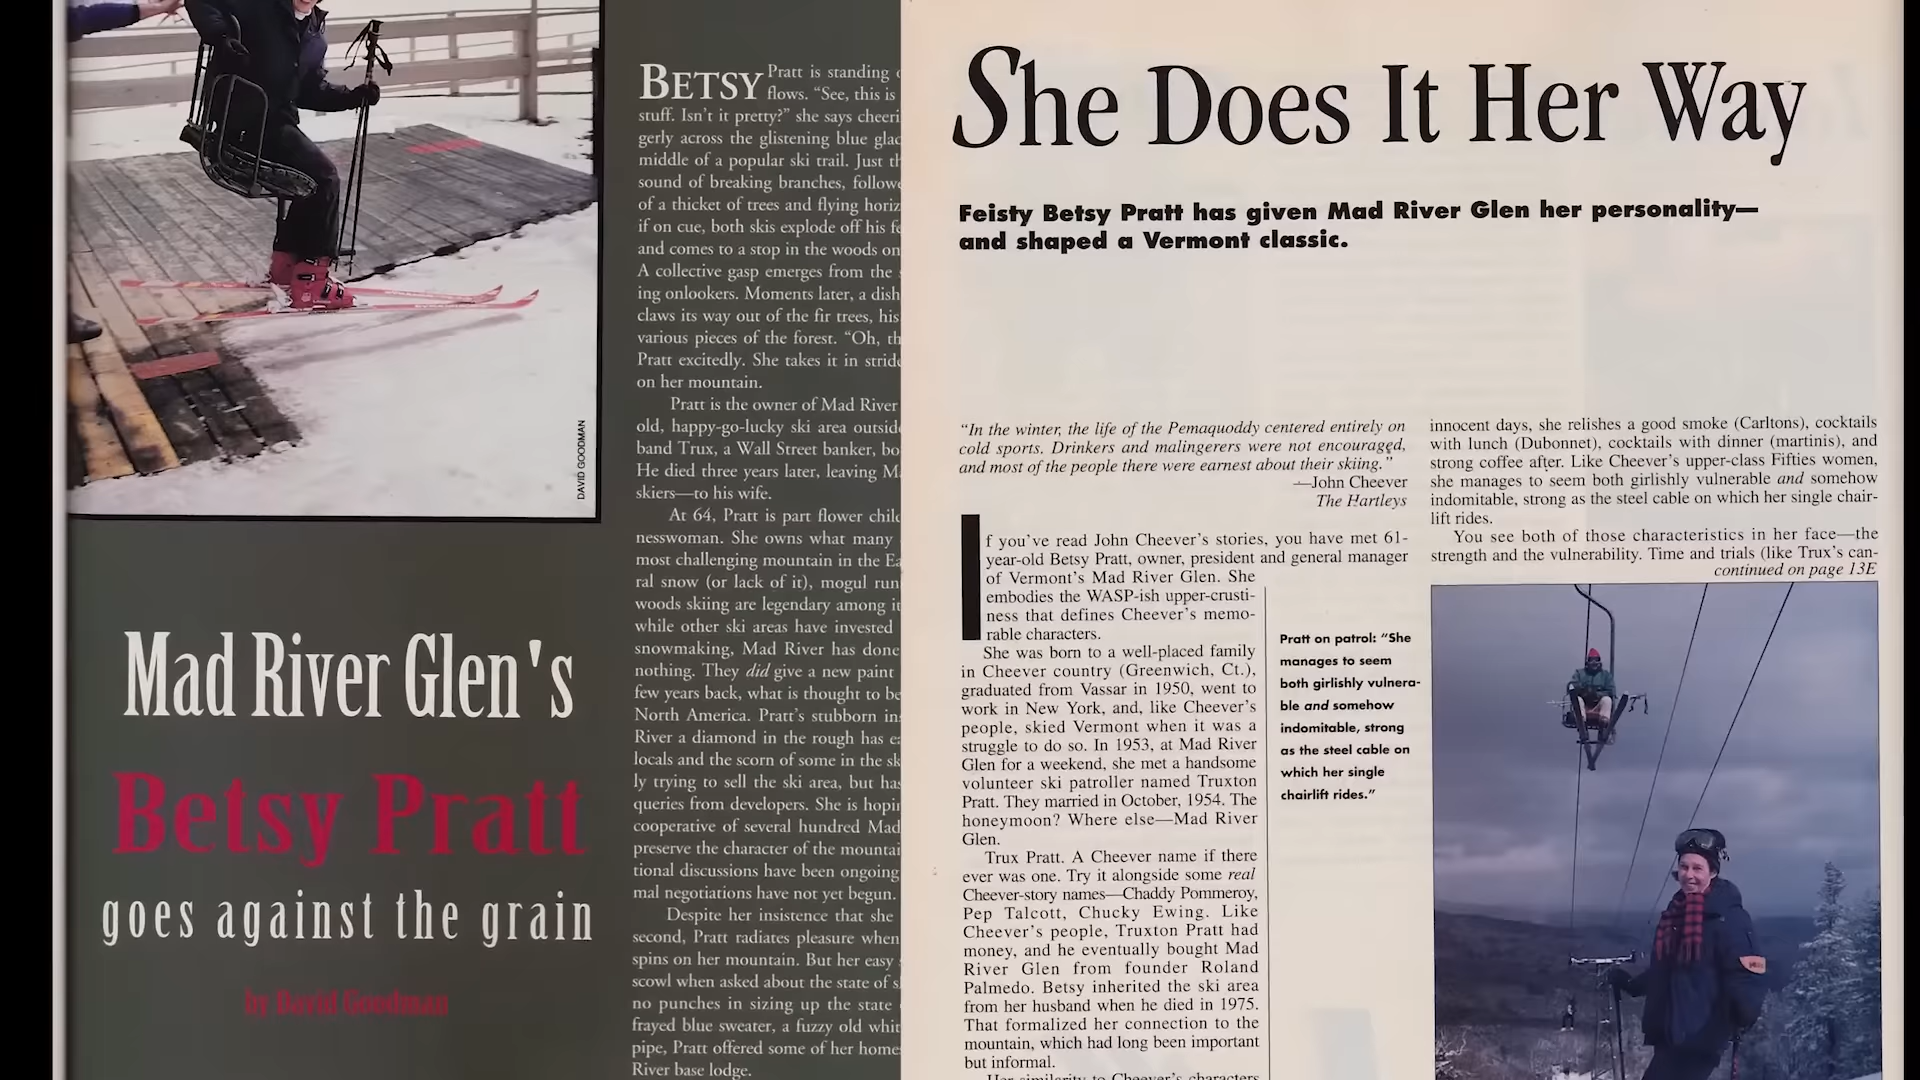 DAVID GOODMAN
Mad River Glen's
Betsy Pratt
goes against the grain
by David Goodman
BETSY Pratt is standing
flows. “See, this is
stuff. Isn't it pretty?” she says cheeri
gerly across the glistening blue glac
middle of a popular ski trail. Just th
sound of breaking branches, followe
of a thicket of trees and flying horiz
if on cue, both skis explode off his fe
and comes to a stop in the woods on
A collective gasp emerges from the
ing onlookers. Moments later, a dish
claws its way out of the fir trees, his
various pieces of the forest. “Oh, th
Pratt excitedly. She takes it in stride
on her mountain.
Pratt is the owner of Mad River
old, happy-go-lucky ski area outside
band Trux, a Wall Street banker, bo
He died three years later, leaving M
skiers—to his wife.
At 64, Pratt is part flower child
nesswoman. She owns what many
most challenging mountain in the Ea
ral snow (or lack of it), mogul run
woods skiing are legendary among it
while other ski areas have invested
snowmaking, Mad River has done
nothing. They did give a new paint
few years back, what is thought to be
North America. Pratt's stubborn in
River a diamond in the rough has ea
locals and the scorn of some in the sk
ly trying to sell the ski area, but has
queries from developers. She is hopin
cooperative of several hundred Mad
preserve the character of the mountai
tional discussions have been ongoing
mal negotiations have not yet begun.
Despite her insistence that she
second, Pratt radiates pleasure when
spins on her mountain. But her easy
scowl when asked about the state of s
no punches in sizing up the state
frayed blue sweater, a fuzzy old whit
pipe, Pratt offered some of her home
River base lodge.
She Does It Her Way
Feisty Betsy Pratt has given Mad River Glen her personality—
and shaped a Vermont classic.
“In the winter, the life of the Pemaquoddy centered entirely on
cold sports. Drinkers and malingerers were not encouraged,
and most of the people there were earnest about their skiing.”
—John Cheever
The Hartleys
If you've read John Cheever's stories, you have met 61-
year-old Betsy Pratt, owner, president and general manager
of Vermont's Mad River Glen. She
embodies the WASP-ish upper-crusti-
ness that defines Cheever's memo-
rable characters.
She was born to a well-placed family
in Cheever country (Greenwich, Ct.),
graduated from Vassar in 1950, went to
work in New York, and, like Cheever's
people, skied Vermont when it was a
struggle to do so. In 1953, at Mad River
Glen for a weekend, she met a handsome
volunteer ski patroller named Truxton
Pratt. They married in October, 1954. The
honeymoon? Where else—Mad River
Glen.
Trux Pratt. A Cheever name if there
ever was one. Try it alongside some real
Cheever-story names—Chaddy Pommeroy,
Pep Talcott, Chucky Ewing. Like
Cheever's people, Truxton Pratt had
money, and he eventually bought Mad
River Glen from founder Roland
Palmedo. Betsy inherited the ski area
from her husband when he died in 1975.
That formalized her connection to the
mountain, which had long been important
but informal.
Her similarity to Cheever's characters
innocent days, she relishes a good smoke (Carltons), cocktails
with lunch (Dubonnet), cocktails with dinner (martinis), and
strong coffee after. Like Cheever's upper-class Fifties women,
she manages to seem both girlishly vulnerable and somehow
indomitable, strong as the steel cable on which her single chair-
lift rides.
You see both of those characteristics in her face—the
strength and the vulnerability. Time and trials (like Trux's can-
continued on page 13E
Pratt on patrol: “She
manages to seem
both girlishly vulnera-
ble and somehow
indomitable, strong
as the steel cable on
which her single
chairlift rides.”